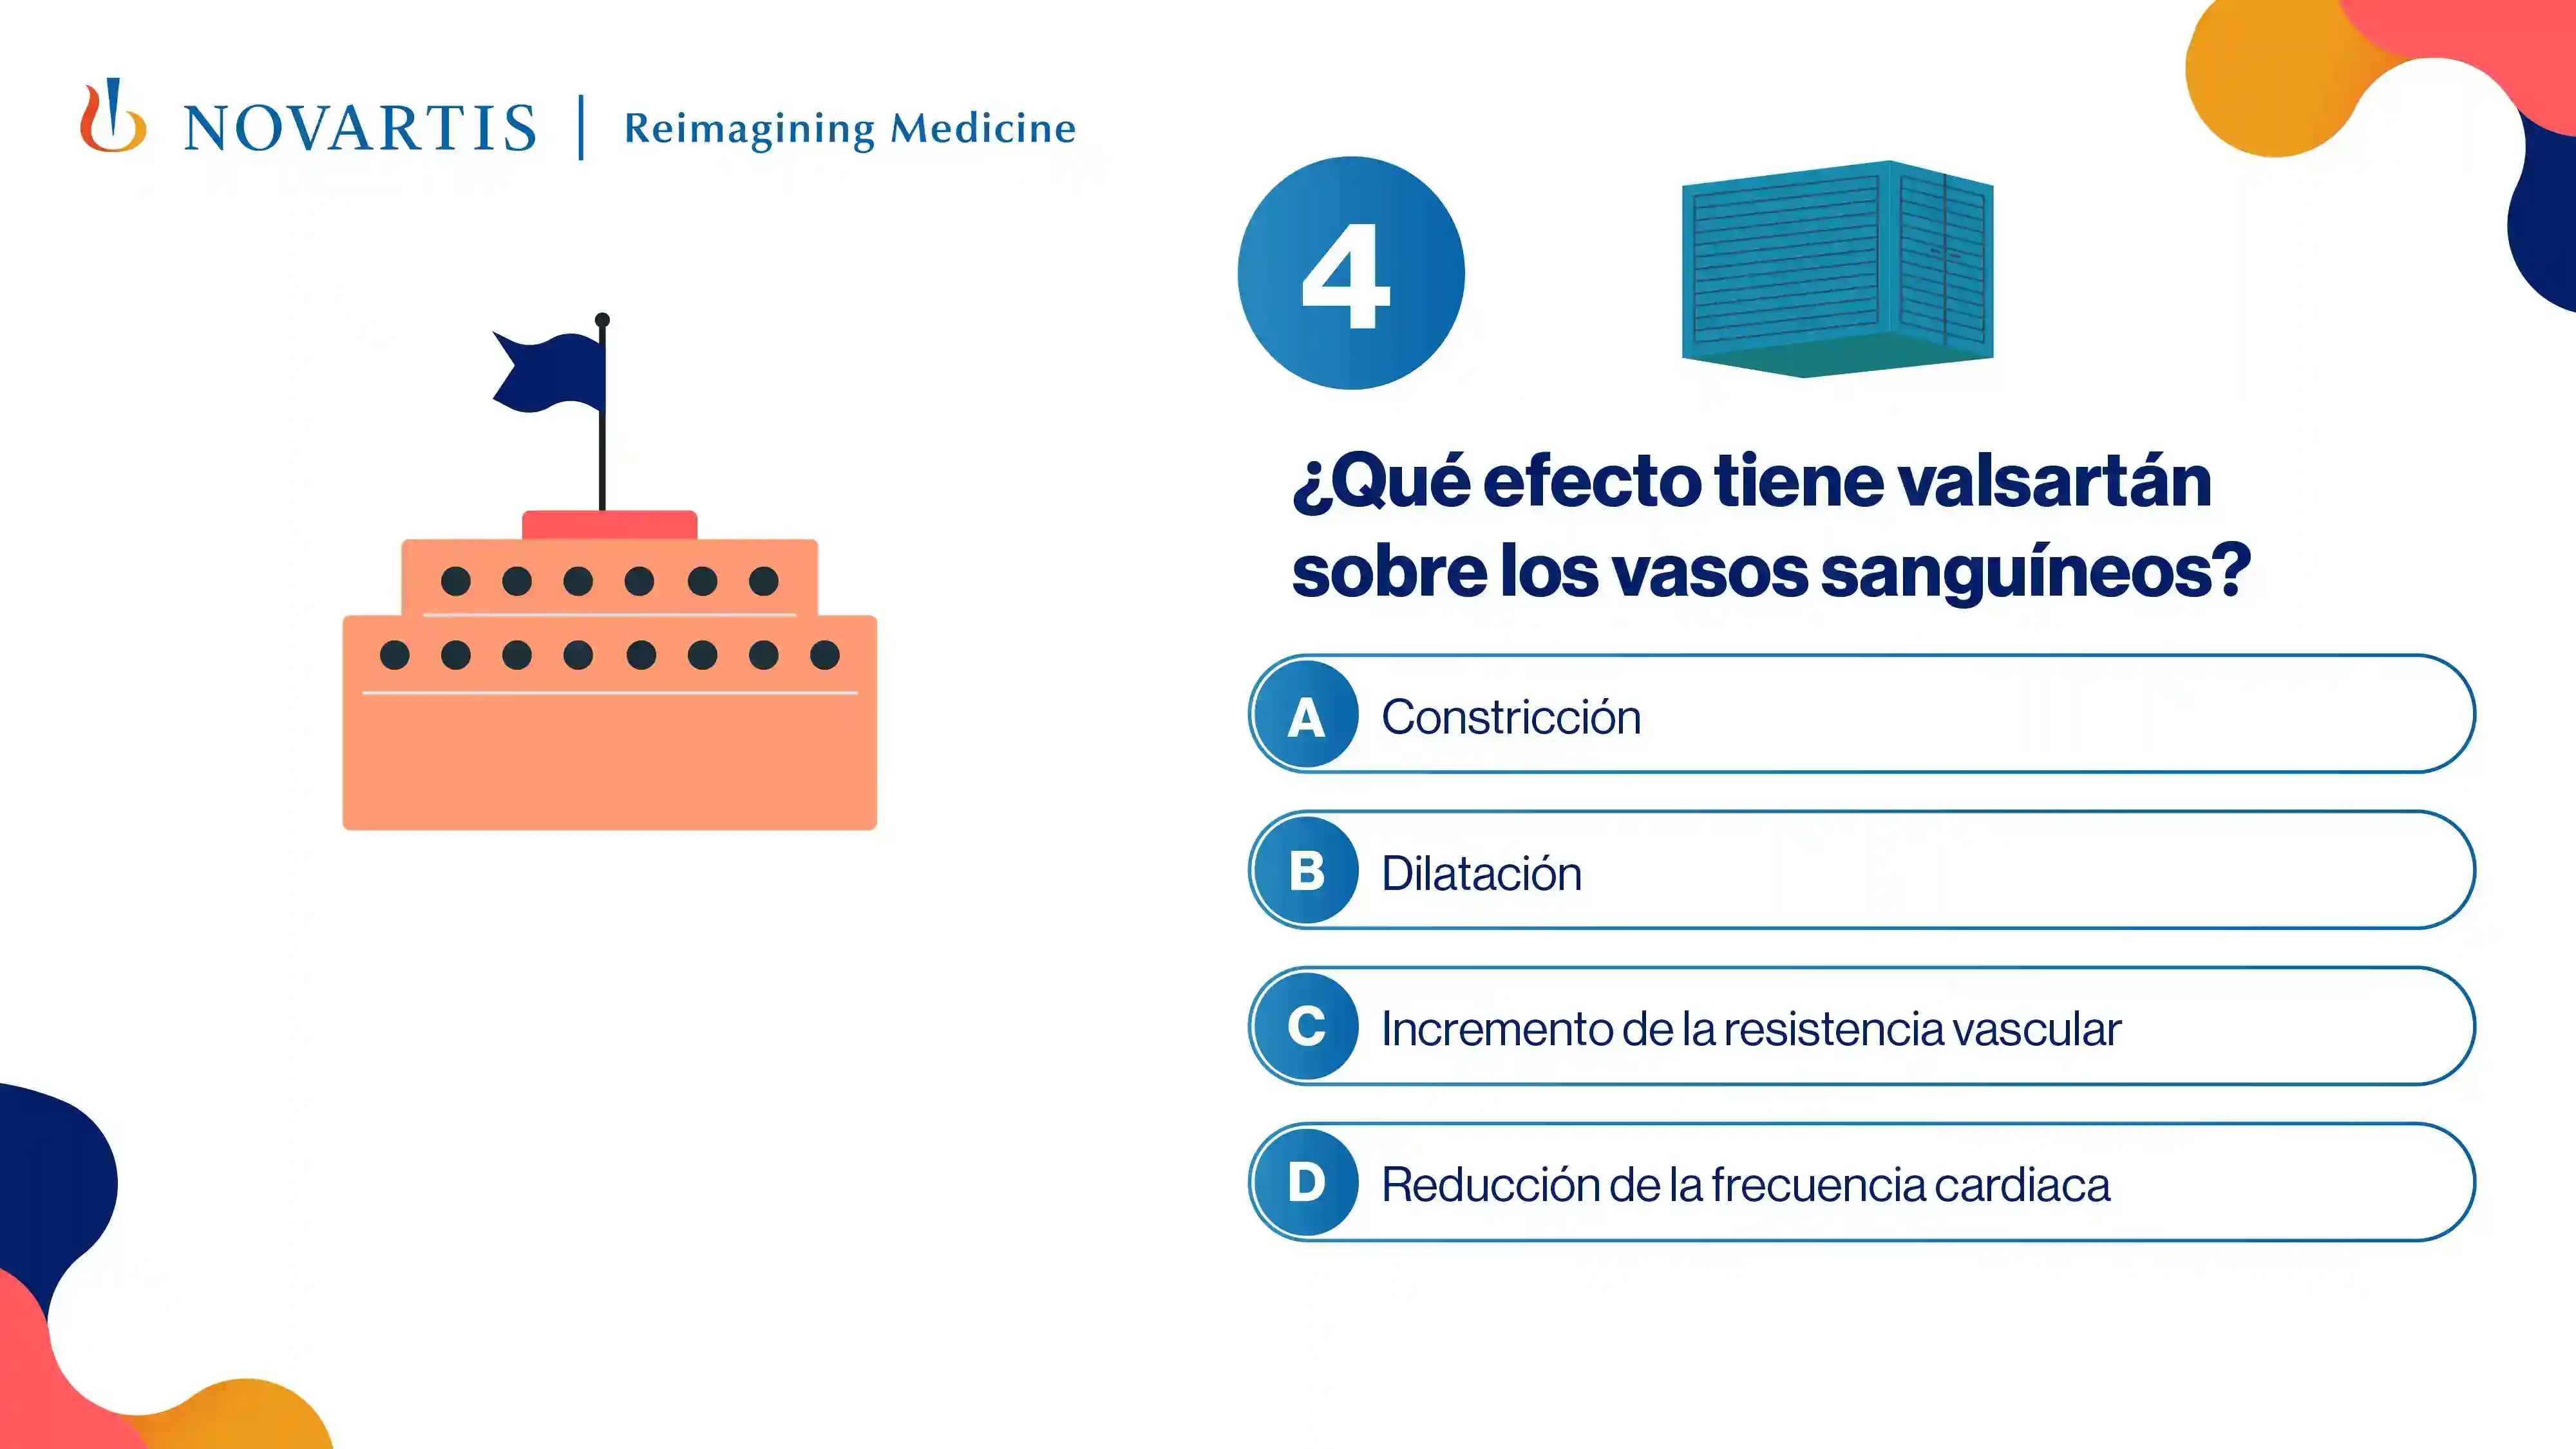 NOVARTIS | Reimagining Medicine
4
¿Qué efecto tiene valsartán
sobre los vasos sanguíneos?
A Constricción
B Dilatación
C Incremento de la resistencia vascular
D Reducción de la frecuencia cardiaca